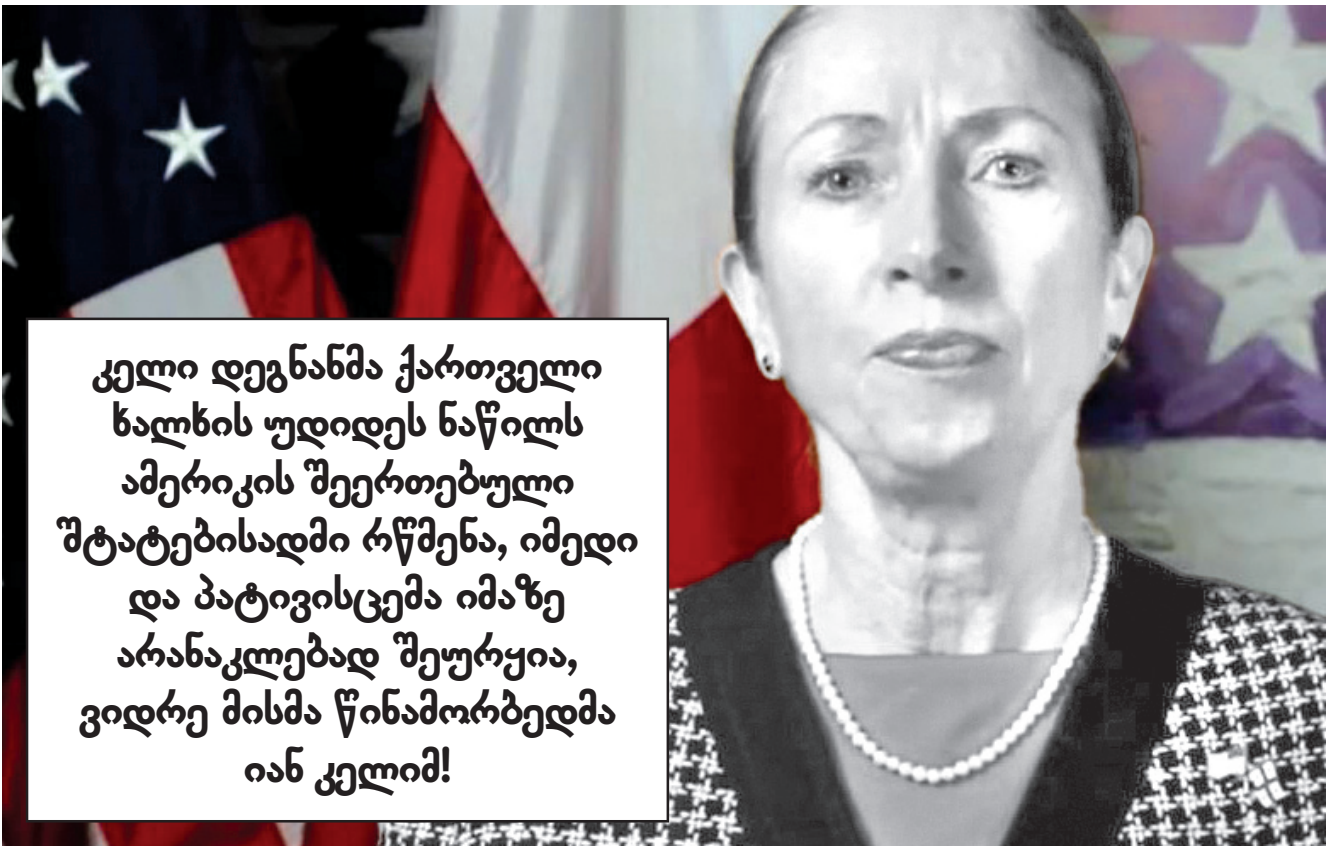 კელი დეგნანმა ქართველი
ხალხის უდიდეს ნაწილს
ამერიკის შეერთებული
შტატებისადმი რწმენა, იმედი
და პატივისცემა იმაზე
არანაკლებად შეურყია,
ვიდრე მისმა წინამორბედმა
იან კელიმ!